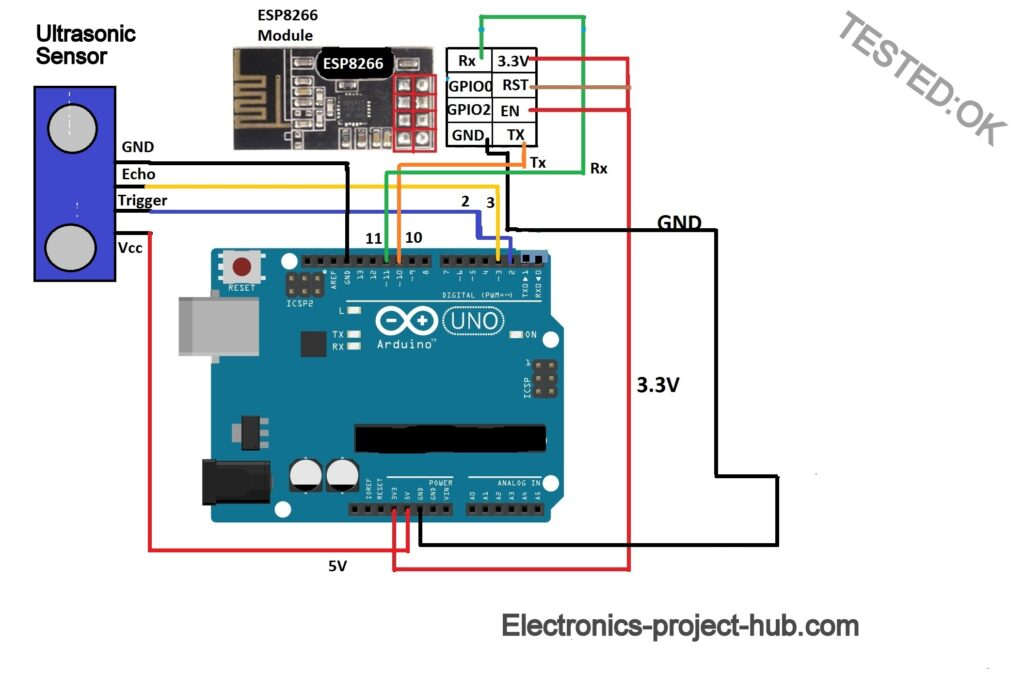 ESP8266
Module
Ultrasonic
Sensor
TESTED:OK
ESP8266
Rx 3.3V
GPIO0 RST
GPIO2 EN
GND TX
Tx
Rx
GND
Echo
Trigger
Vcc
2 3
11 10
GND
RESET
ICSP2
AREF
GND
13
12
~11
~10
~9
8
7
~6
~5
4
~3
2
TX0▶1
RX0◀0
DIGITAL (PWM=~)
L
TX
RX
UNO
Arduino™
ON
ICSP
1
3.3V
POWER
ANALOG IN
IOREF
RESET
3V3
5V
GND
GND
VIN
A0
A1
A2
A3
A4
A5
5V
Electronics-project-hub.com